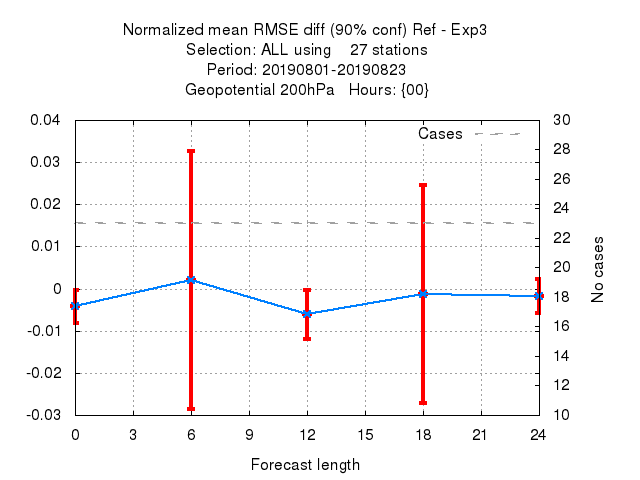 Normalized mean RMSE diff (90% conf) Ref - Exp3
Selection: ALL using    27 stations
Period: 20190801-20190823
Geopotential 200hPa   Hours: {00}
0.04
0.03
0.02
0.01
0
-0.01
-0.02
-0.03
30
28
26
24
22
20
18
16
14
12
10
Cases
No cases
0 3 6 9 12 15 18 21 24
Forecast length